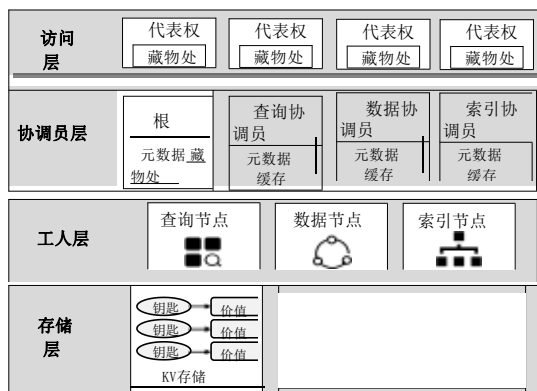 访问
层
代表权
藏物处
代表权
藏物处
代表权
藏物处
代表权
藏物处
协调员层
根
元数据 藏
物处
查询协
调员
元数据
缓存
数据协
调员
元数据
缓存
索引协
调员
元数据
缓存
工人层
查询节点
数据节点
索引节点
存储
层
钥匙
价值
钥匙
价值
钥匙
价值
KV存储